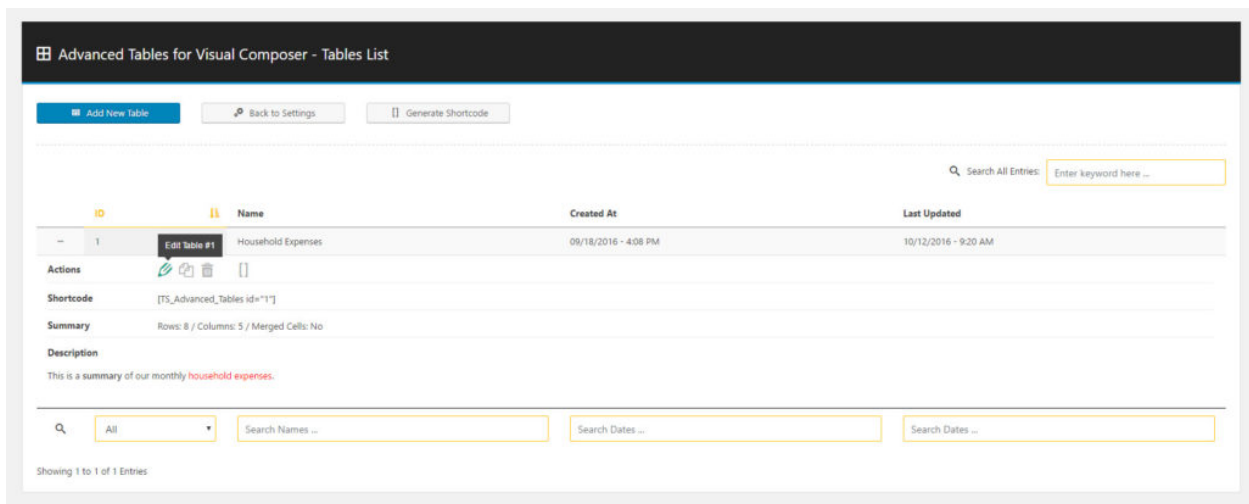 Advanced Tables for Visual Composer - Tables List
Add New Table Back to Settings [] Generate Shortcode
Search All Entries: Enter keyword here ...
ID Name Created At Last Updated
− 1 Household Expenses 09/18/2016 - 4:08 PM 10/12/2016 - 9:20 AM
Edit Table #1
Actions []
Shortcode [TS_Advanced_Tables id="1"]
Summary Rows: 8 / Columns: 5 / Merged Cells: No
Description
This is a summary of our monthly household expenses.
All Search Names ... Search Dates ... Search Dates ...
Showing 1 to 1 of 1 Entries